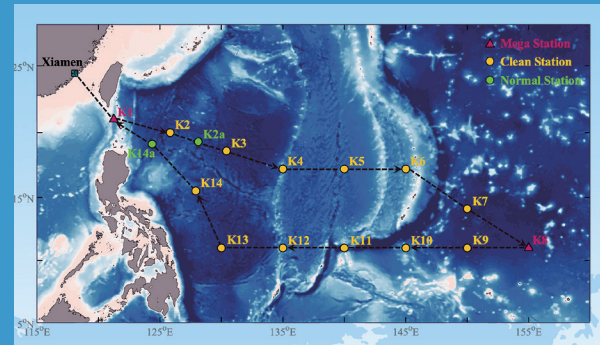 Xiamen
Mega Station
Clean Station
Normal Station
25°N
K1
K2
K2a
K3
K14a
K4
K5
K6
K14
15°N
K7
K13
K12
K11
K10
K9
K8
5°N
115°E
125°E
135°E
145°E
155°E